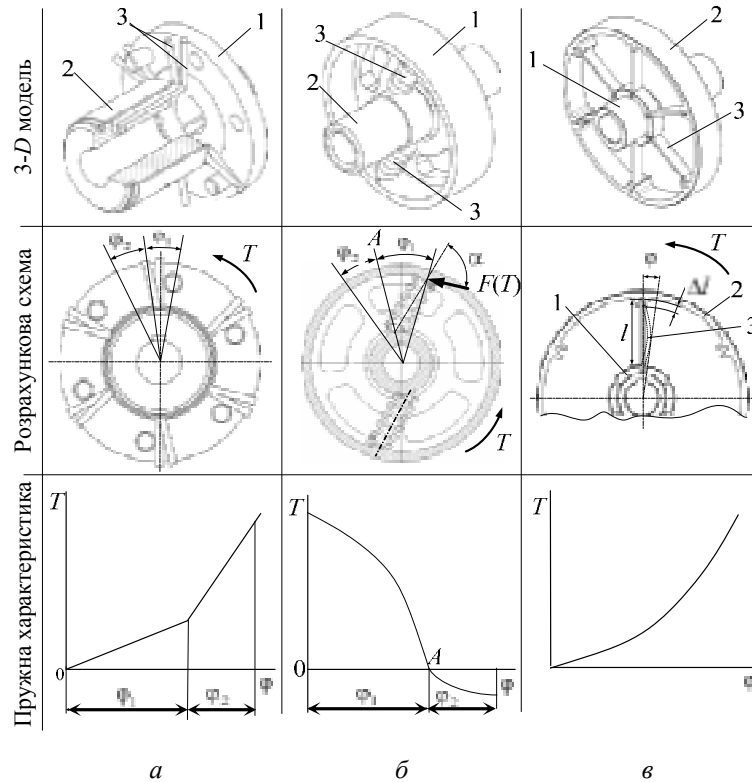 3-D модель
3
1
2
3
1
2
3
2
1
3
Розрахункова схема
φ₂
φ₁
T
A
φ₂
φ₁
α
F(T)
T
T
φ
Δl
1
2
l
3
Пружна характеристика
T
0
φ₁
φ₂
φ
T
0
A
φ₁
φ₂
φ
T
0
φ
а
б
в